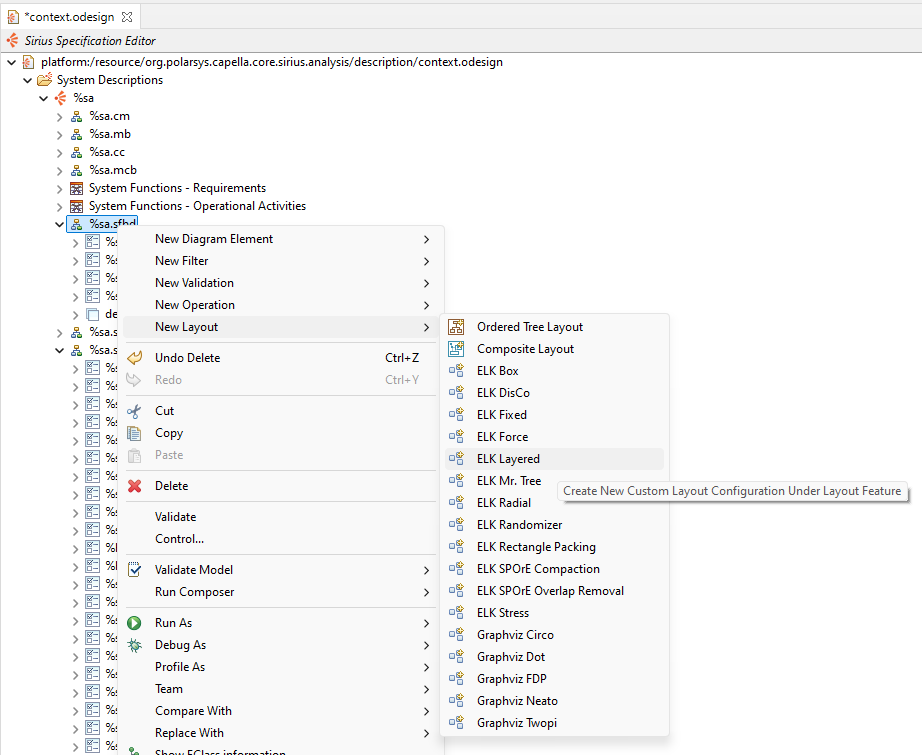 *context.odesign
Sirius Specification Editor
platform:/resource/org.polarsys.capella.core.sirius.analysis/description/context.odesign
System Descriptions
%sa
%sa.cm
%sa.mb
%sa.cc
%sa.mcb
System Functions - Requirements
System Functions - Operational Activities
%sa.sfbd
%s
%s
%s
%s
de
%sa.s
%sa.s
New Diagram Element
New Filter
New Validation
New Operation
New Layout
Undo Delete Ctrl+Z
Redo Ctrl+Y
Cut
Copy
Paste
Delete
Validate
Control...
Validate Model
Run Composer
Run As
Debug As
Profile As
Team
Compare With
Replace With
Show EClass information
Ordered Tree Layout
Composite Layout
ELK Box
ELK DisCo
ELK Fixed
ELK Force
ELK Layered
ELK Mr. Tree
ELK Radial
ELK Randomizer
ELK Rectangle Packing
ELK SPOrE Compaction
ELK SPOrE Overlap Removal
ELK Stress
Graphviz Circo
Graphviz Dot
Graphviz FDP
Graphviz Neato
Graphviz Twopi
Create New Custom Layout Configuration Under Layout Feature